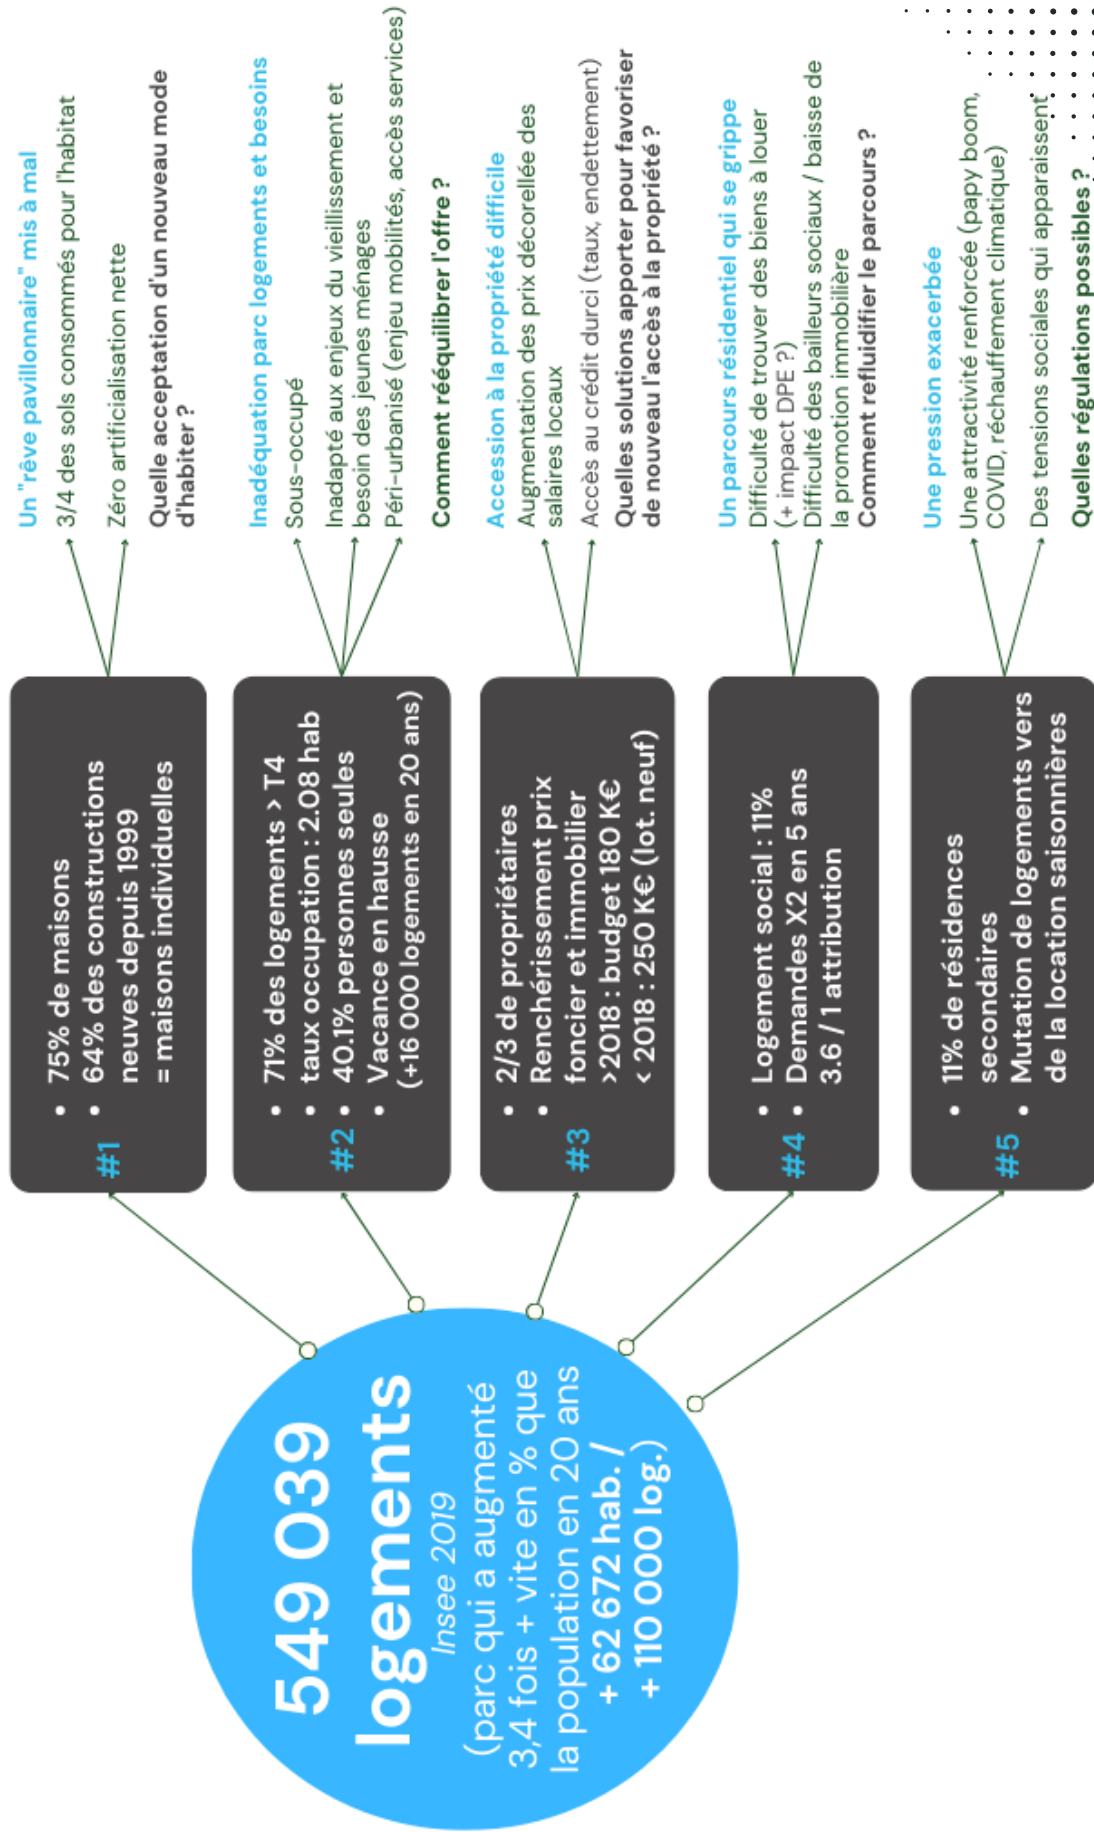 549 039
logements
Insee 2019
(parc qui a augmenté
3,4 fois + vite en % que
la population en 20 ans
+ 62 672 hab. /
+ 110 000 log.)
#1
• 75% de maisons
• 64% des constructions
neuves depuis 1999
= maisons individuelles
Un "rêve pavillonnaire" mis à mal
3/4 des sols consommés pour l'habitat
Zéro artificialisation nette
Quelle acceptation d'un nouveau mode
d'habiter ?
#2
• 71% des logements > T4
• taux occupation : 2.08 hab
• 40.1% personnes seules
• Vacance en hausse
(+16 000 logements en 20 ans)
Inadéquation parc logements et besoins
Sous-occupé
Inadapté aux enjeux du vieillissement et
besoin des jeunes ménages
Péri-urbanisé (enjeu mobilités, accès services)
Comment rééquilibrer l'offre ?
#3
• 2/3 de propriétaires
• Renchérissement prix
foncier et immobilier
>2018 : budget 180 K€
< 2018 : 250 K€ (lot. neuf)
Accession à la propriété difficile
Augmentation des prix décorellée des
salaires locaux
Accès au crédit durci (taux, endettement)
Quelles solutions apporter pour favoriser
de nouveau l'accès à la propriété ?
#4
• Logement social : 11%
• Demandes X2 en 5 ans
3.6 / 1 attribution
Un parcours résidentiel qui se grippe
Difficulté de trouver des biens à louer
(+ impact DPE ?)
Difficulté des bailleurs sociaux / baisse de
la promotion immobilière
Comment refluidifier le parcours ?
#5
• 11% de résidences
secondaires
• Mutation de logements vers
de la location saisonnières
Une pression exacerbée
Une attractivité renforcée (papy boom,
COVID, réchauffement climatique)
Des tensions sociales qui apparaissent
Quelles régulations possibles ?